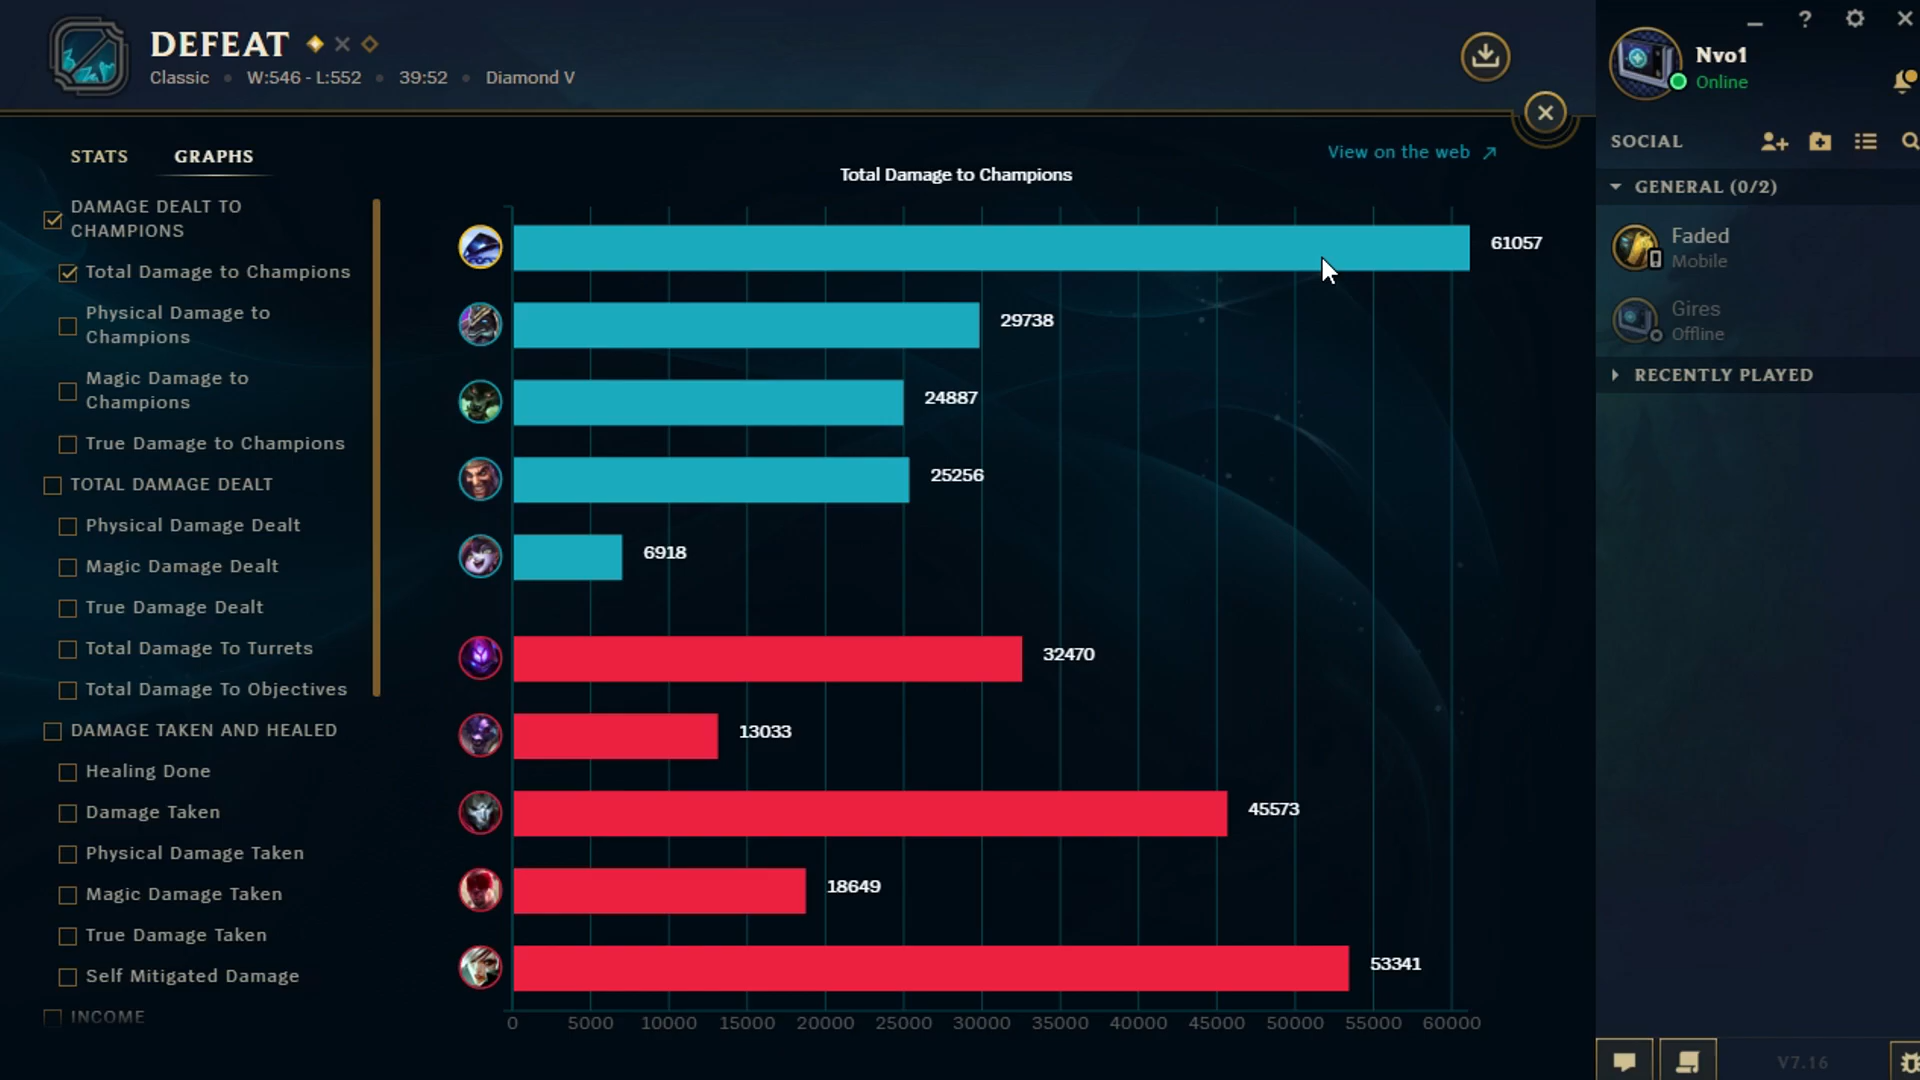 DEFEAT
Classic • W:546 - L:552 • 39:52 • Diamond V
Nvo1
Online
STATS
GRAPHS
View on the web
Total Damage to Champions
SOCIAL
GENERAL (0/2)
Faded
Mobile
Gires
Offline
RECENTLY PLAYED
DAMAGE DEALT TO
CHAMPIONS
Total Damage to Champions
Physical Damage to
Champions
Magic Damage to
Champions
True Damage to Champions
TOTAL DAMAGE DEALT
Physical Damage Dealt
Magic Damage Dealt
True Damage Dealt
Total Damage To Turrets
Total Damage To Objectives
DAMAGE TAKEN AND HEALED
Healing Done
Damage Taken
Physical Damage Taken
Magic Damage Taken
True Damage Taken
Self Mitigated Damage
INCOME
61057
29738
24887
25256
6918
32470
13033
45573
18649
53341
0 5000 10000 15000 20000 25000 30000 35000 40000 45000 50000 55000 60000
V7.16